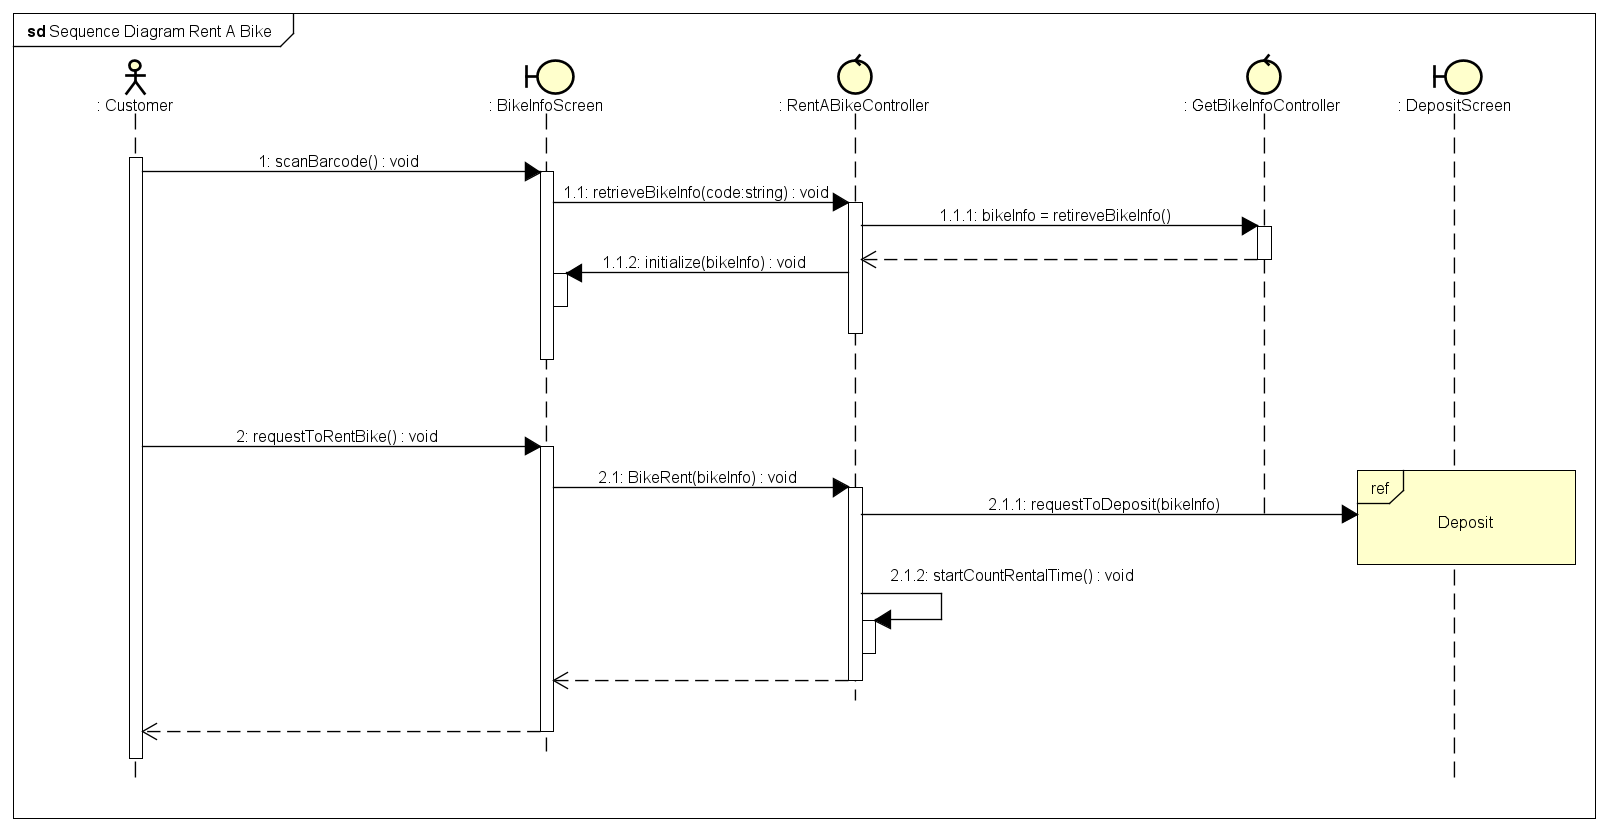 sd Sequence Diagram Rent A Bike
: Customer
: BikeInfoScreen
: RentABikeController
: GetBikeInfoController
: DepositScreen
1: scanBarcode() : void
1.1: retrieveBikeInfo(code:string) : void
1.1.1: bikeInfo = retireveBikeInfo()
1.1.2: initialize(bikeInfo) : void
2: requestToRentBike() : void
2.1: BikeRent(bikeInfo) : void
ref
2.1.1: requestToDeposit(bikeInfo)
Deposit
2.1.2: startCountRentalTime() : void